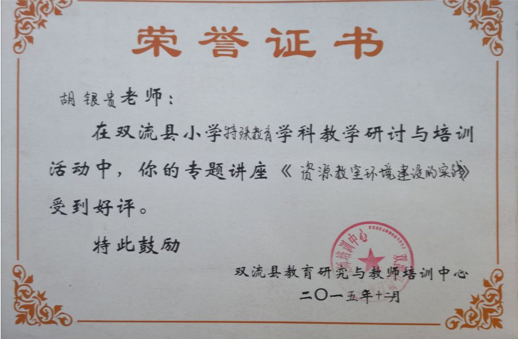 荣誉证书
胡银贵老师：
在双流县小学特殊教育学科教学研讨与培训
活动中，你的专题讲座《资源教室环境建设的实践》
受到好评。
特此鼓励
双流县教育研究与教师培训中心
二〇一五年十二月